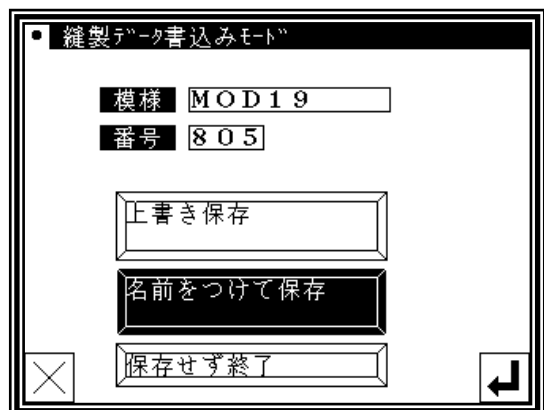 ● 縫製ﾃﾞｰﾀ書込みﾓｰﾄﾞ
模様 ＭＯＤ１９
番号 ８０５
上書き保存
名前をつけて保存
保存せず終了